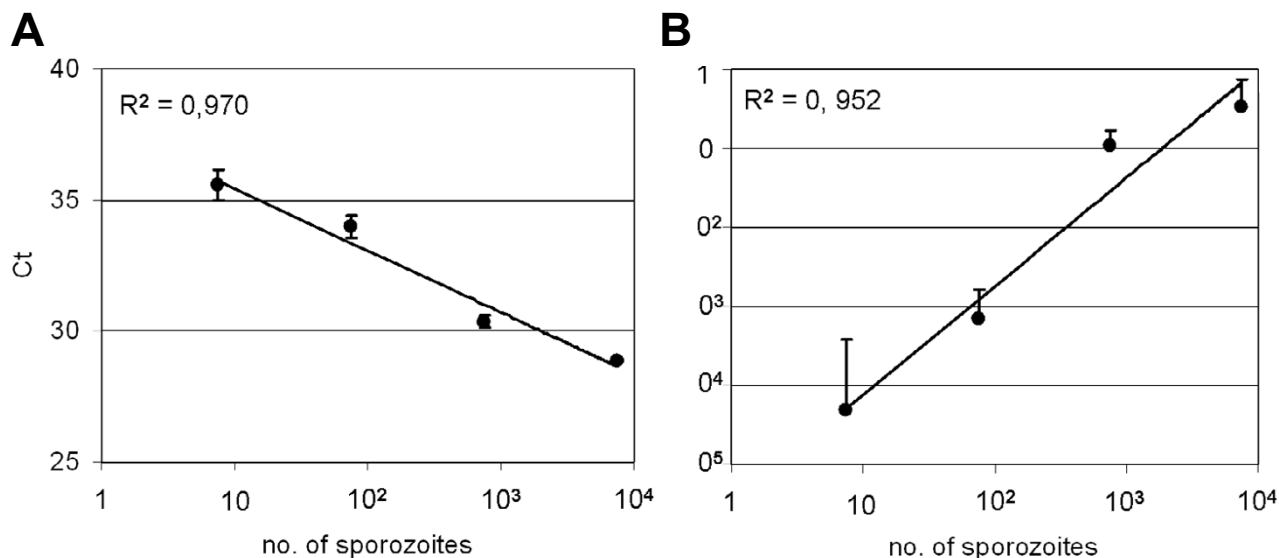 A
40
R² = 0,970
35
Ct
30
25
1
10
10²
10³
10⁴
no. of sporozoites
B
1
R² = 0, 952
0
0²
0³
0⁴
0⁵
1
10
10²
10³
10⁴
no. of sporozoites